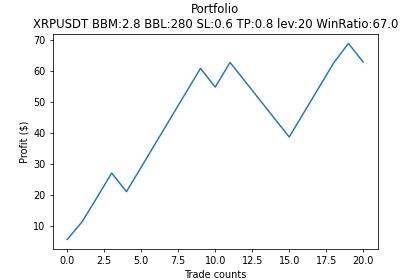 Portfolio
XRPUSDT BBM:2.8 BBL:280 SL:0.6 TP:0.8 lev:20 WinRatio:67.0
70
60
50
40
30
20
10
Profit ($)
0.0 2.5 5.0 7.5 10.0 12.5 15.0 17.5 20.0
Trade counts